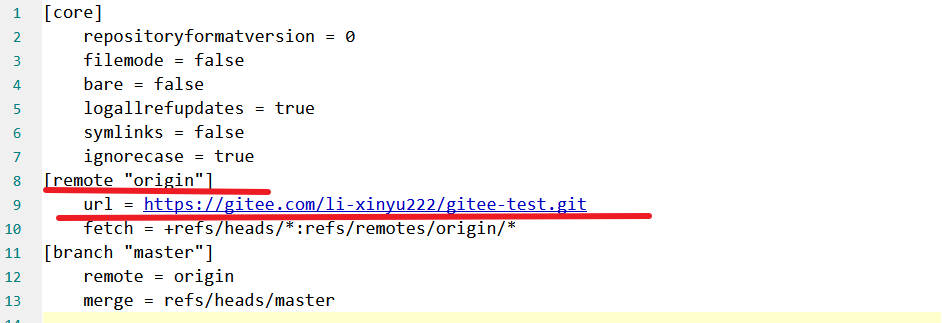 1 [core]
2 repositoryformatversion = 0
3 filemode = false
4 bare = false
5 logallrefupdates = true
6 symlinks = false
7 ignorecase = true
8 [remote "origin"]
9 url = https://gitee.com/li-xinyu222/gitee-test.git
10 fetch = +refs/heads/*:refs/remotes/origin/*
11 [branch "master"]
12 remote = origin
13 merge = refs/heads/master